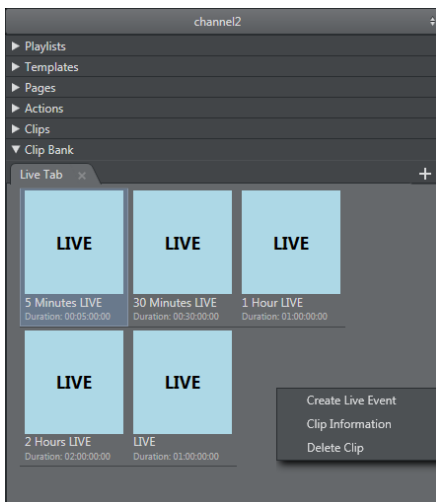 channel2
Playlists
Templates
Pages
Actions
Clips
Clip Bank
Live Tab
LIVE LIVE LIVE
5 Minutes LIVE 30 Minutes LIVE 1 Hour LIVE
Duration: 00:05:00:00 Duration: 00:30:00:00 Duration: 01:00:00:00
LIVE LIVE
2 Hours LIVE LIVE
Duration: 02:00:00:00 Duration: 01:00:00:00
Create Live Event
Clip Information
Delete Clip